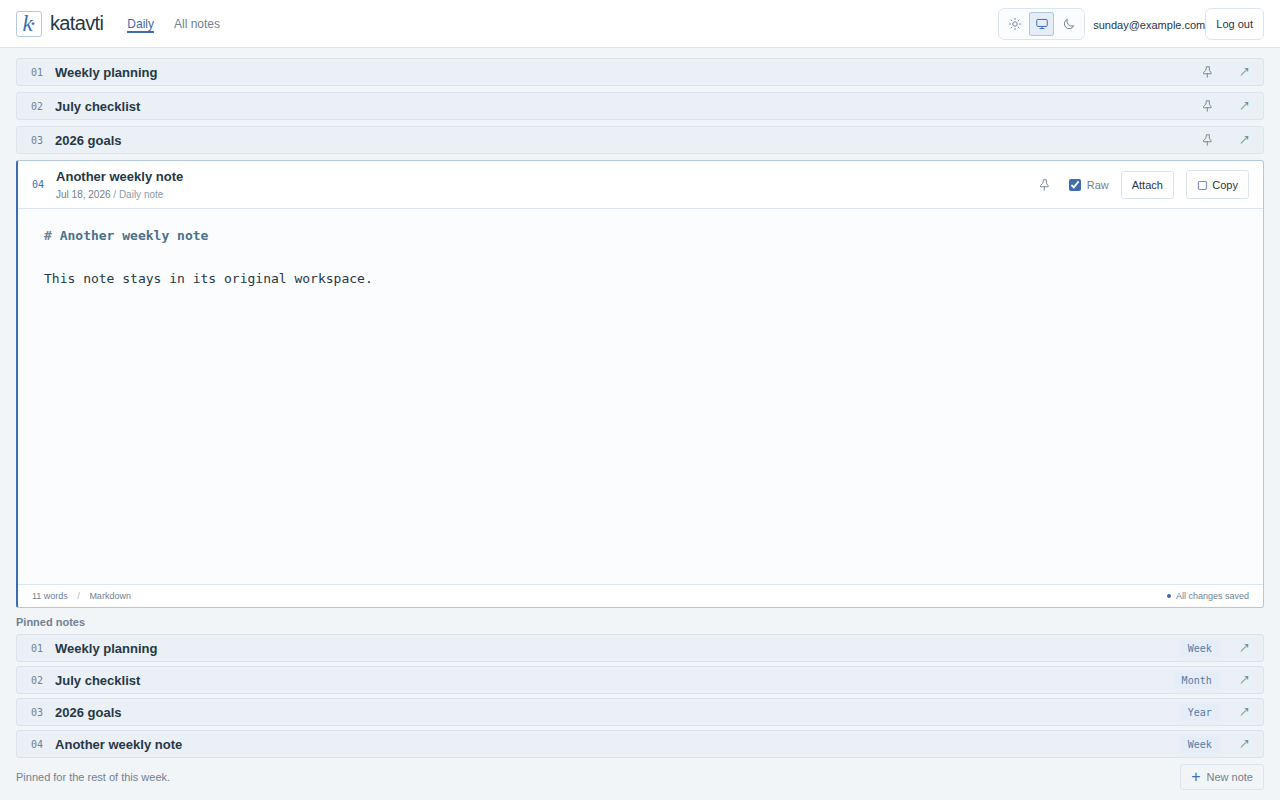 k katavti Daily All notes sunday@example.com Log out
01 Weekly planning
02 July checklist
03 2026 goals
04 Another weekly note
Jul 18, 2026 / Daily note
Raw Attach Copy
# Another weekly note
This note stays in its original workspace.
11 words / Markdown All changes saved
Pinned notes
01 Weekly planning Week
02 July checklist Month
03 2026 goals Year
04 Another weekly note Week
Pinned for the rest of this week. + New note